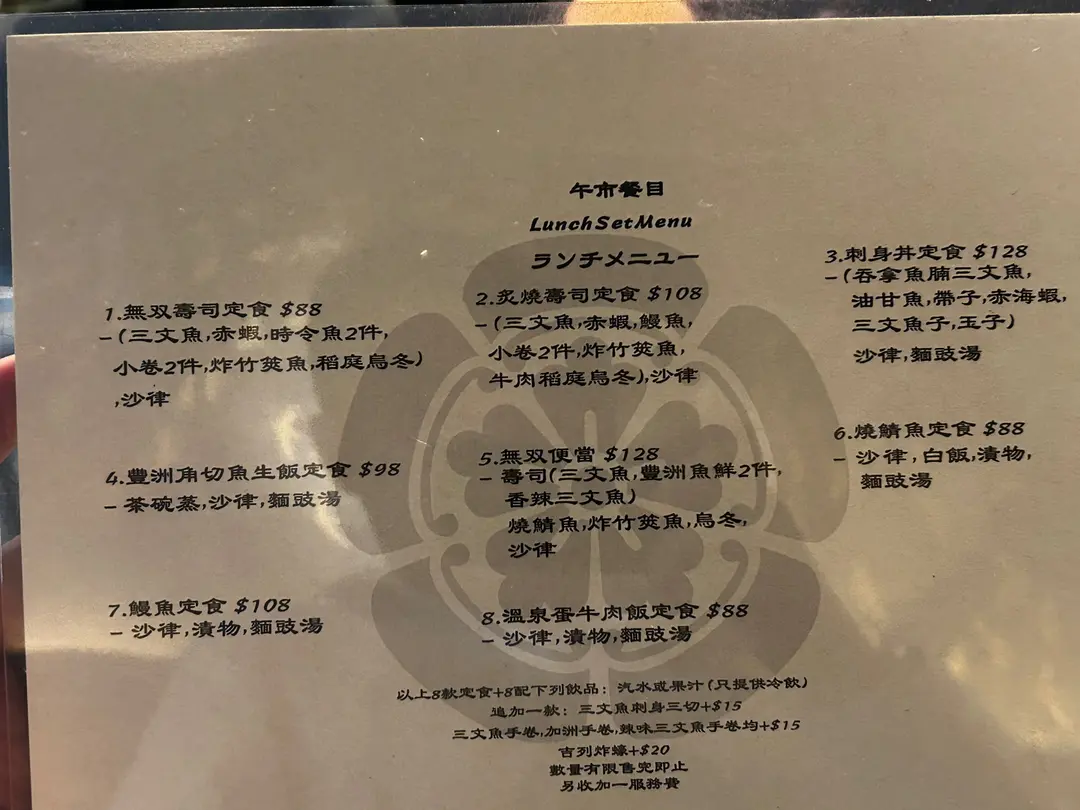 午市餐目
LunchSetMenu
ランチメニュー
1.無双壽司定食 $88
–(三文魚,赤蝦,時令魚2件,
小卷2件,炸竹筴魚,稻庭烏冬)
,沙律
2.炙燒壽司定食 $108
–(三文魚,赤蝦,鰻魚,
小卷2件,炸竹筴魚,
牛肉稻庭烏冬),沙律
3.刺身丼定食 $128
–(吞拿魚腩三文魚,
油甘魚,帶子,赤海蝦,
三文魚子,玉子)
沙律,麵豉湯
4.豐洲角切魚生飯定食 $98
– 茶碗蒸,沙律,麵豉湯
5.無双便當 $128
– 壽司(三文魚,豐洲魚鮮2件,
香辣三文魚)
燒鯖魚,炸竹筴魚,烏冬,
沙律
6.燒鯖魚定食 $88
– 沙律,白飯,漬物,
麵豉湯
7.鰻魚定食 $108
– 沙律,漬物,麵豉湯
8.溫泉蛋牛肉飯定食 $88
– 沙律,漬物,麵豉湯
以上8款定食+8配下列飲品: 汽水或果汁(只提供冷飲)
追加一款: 三文魚刺身三切+$15
三文魚手卷,加洲手卷,辣味三文魚手卷均+$15
吉列炸蠔+$20
數量有限售完即止
另收加一服務費